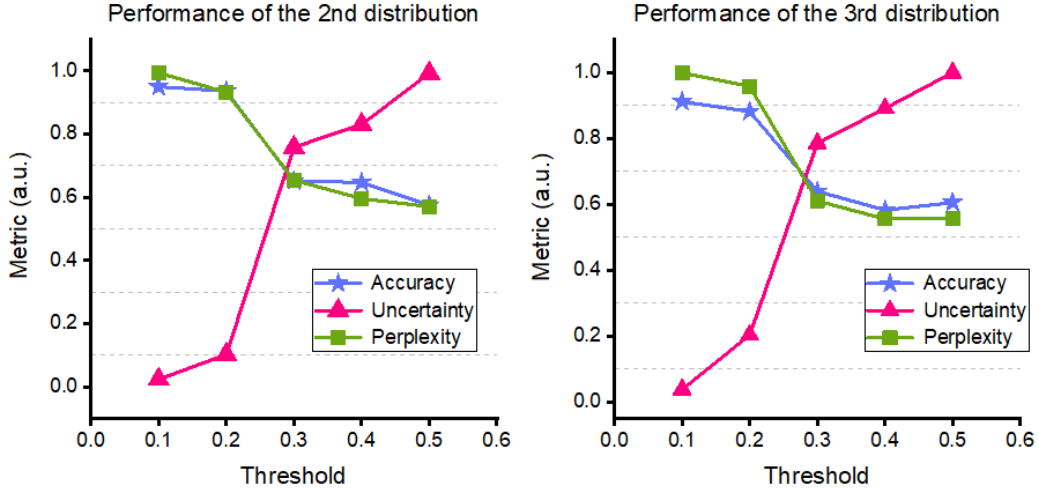 Performance of the 2nd distribution
Metric (a.u.)
1.0
0.8
0.6
0.4
0.2
0.0
Accuracy
Uncertainty
Perplexity
0.0 0.1 0.2 0.3 0.4 0.5 0.6
Threshold
Performance of the 3rd distribution
Metric (a.u.)
1.0
0.8
0.6
0.4
0.2
0.0
Accuracy
Uncertainty
Perplexity
0.0 0.1 0.2 0.3 0.4 0.5 0.6
Threshold